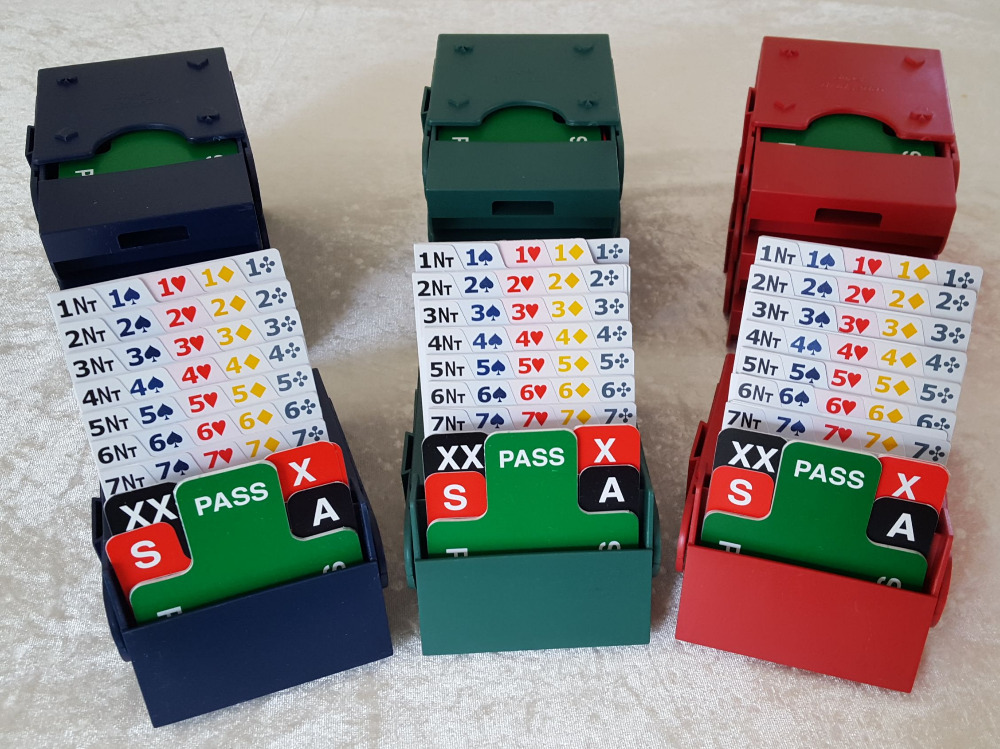 P S
P S
P S
1NT 1♠ 1♥ 1♦ 1♣
2NT 2♠ 2♥ 2♦ 2♣
3NT 3♠ 3♥ 3♦ 3♣
4NT 4♠ 4♥ 4♦ 4♣
5NT 5♠ 5♥ 5♦ 5♣
6NT 6♠ 6♥ 6♦ 6♣
7NT 7♠ 7♥ 7♦ 7♣
XX PASS X
S A
P S
1NT 1♠ 1♥ 1♦ 1♣
2NT 2♠ 2♥ 2♦ 2♣
3NT 3♠ 3♥ 3♦ 3♣
4NT 4♠ 4♥ 4♦ 4♣
5NT 5♠ 5♥ 5♦ 5♣
6NT 6♠ 6♥ 6♦ 6♣
7NT 7♠ 7♥ 7♦ 7♣
XX PASS X
S A
P S
1NT 1♠ 1♥ 1♦ 1♣
2NT 2♠ 2♥ 2♦ 2♣
3NT 3♠ 3♥ 3♦ 3♣
4NT 4♠ 4♥ 4♦ 4♣
5NT 5♠ 5♥ 5♦ 5♣
6NT 6♠ 6♥ 6♦ 6♣
7NT 7♠ 7♥ 7♦ 7♣
XX PASS X
S A
P S